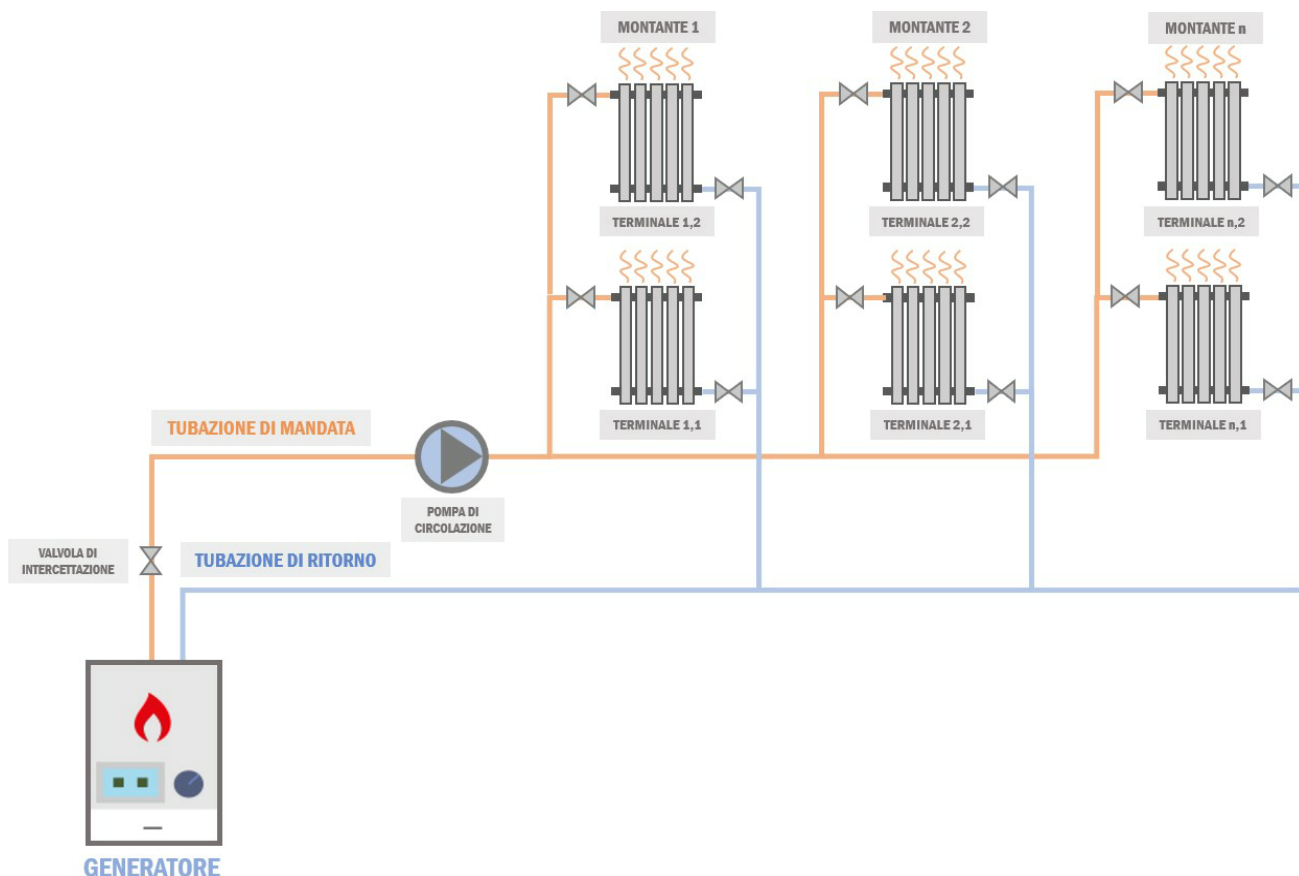 MONTANTE 1
MONTANTE 2
MONTANTE n
TERMINALE 1,2
TERMINALE 2,2
TERMINALE n,2
TERMINALE 1,1
TERMINALE 2,1
TERMINALE n,1
TUBAZIONE DI MANDATA
POMPA DI
CIRCOLAZIONE
VALVOLA DI
INTERCETTAZIONE
TUBAZIONE DI RITORNO
GENERATORE